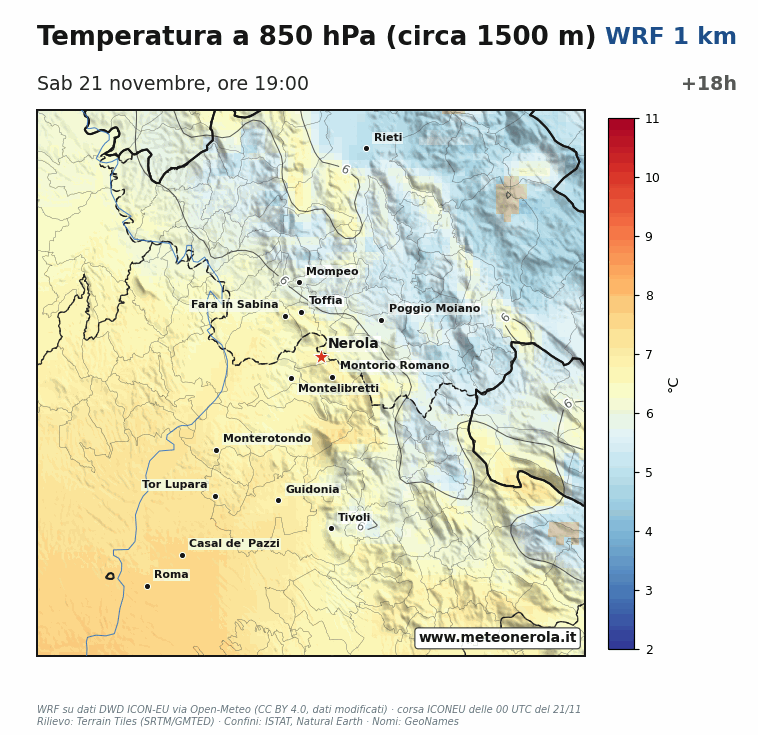 Temperatura a 850 hPa (circa 1500 m) WRF 1 km
Sab 21 novembre, ore 19:00 +18h
Rieti
6
Mompeo
6
Fara in Sabina
Toffia
Poggio Moiano
6
Nerola
Montorio Romano
Montelibretti
6
Monterotondo
Tor Lupara
Guidonia
Tivoli
6
Casal de' Pazzi
Roma
www.meteonerola.it
11
10
9
8
7
6
5
4
3
2
°C
WRF su dati DWD ICON-EU via Open-Meteo (CC BY 4.0, dati modificati) · corsa ICONEU delle 00 UTC del 21/11
Rilievo: Terrain Tiles (SRTM/GMTED) · Confini: ISTAT, Natural Earth · Nomi: GeoNames